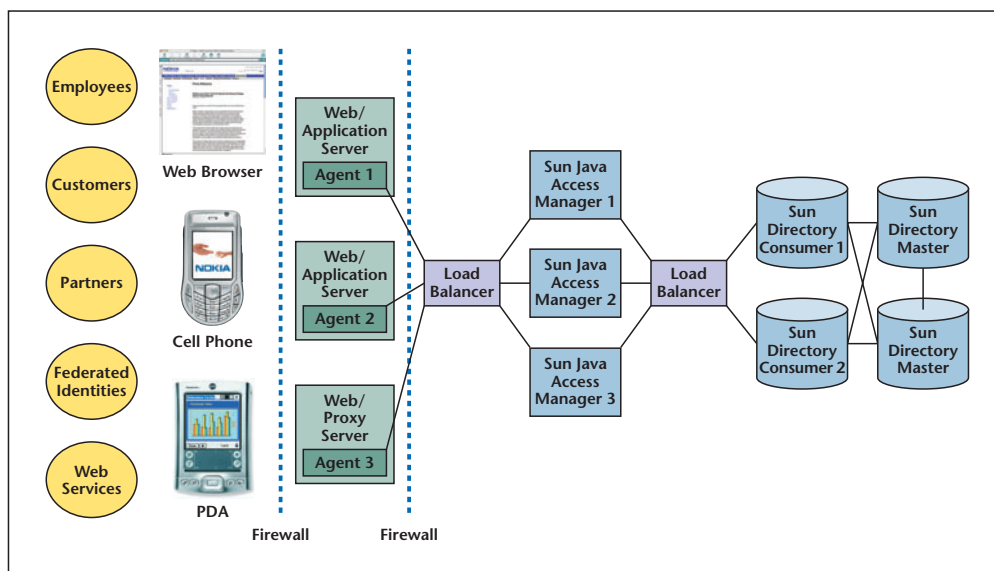 Employees
Customers
Partners
Federated
Identities
Web
Services
NOKIA
Web Browser
NOKIA
Cell Phone
PDA
Firewall
Firewall
Web/
Application
Server
Agent 1
Web/
Application
Server
Agent 2
Web/
Proxy
Server
Agent 3
Load
Balancer
Sun Java
Access
Manager 1
Sun Java
Access
Manager 2
Sun Java
Access
Manager 3
Load
Balancer
Sun
Directory
Consumer 1
Sun
Directory
Consumer 2
Sun
Directory
Master
Sun
Directory
Master